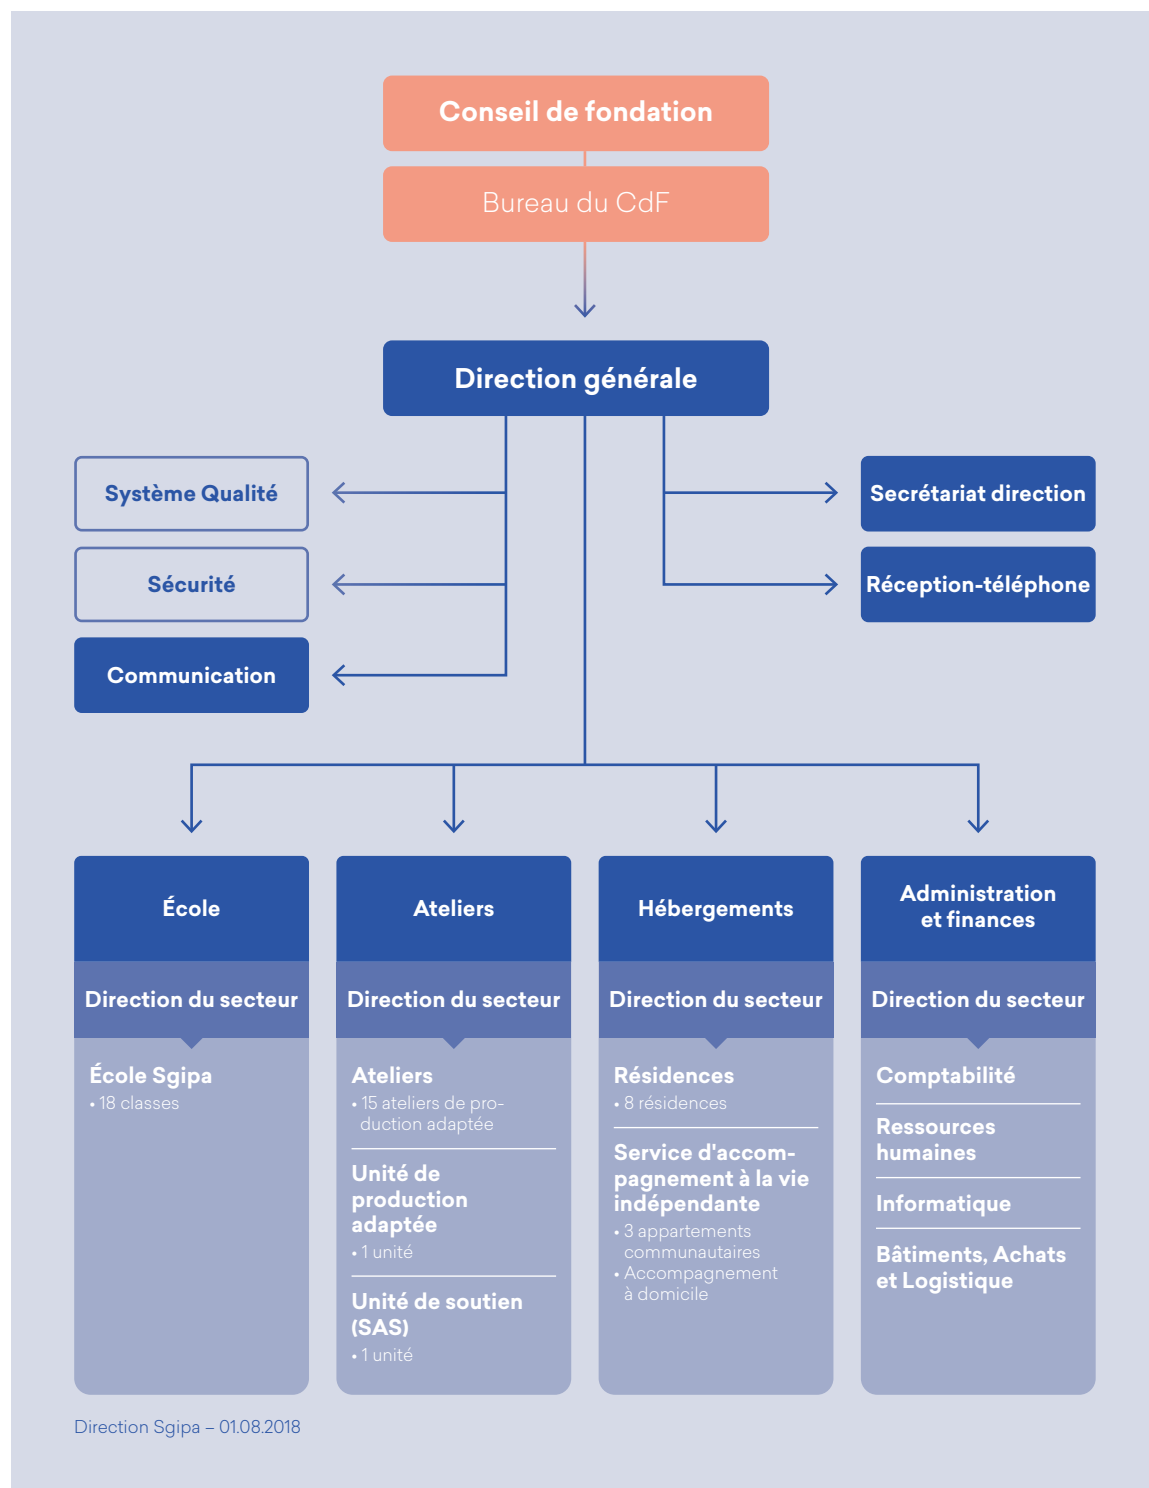 Conseil de fondation
Bureau du CdF
Direction générale
Système Qualité
Sécurité
Communication
Secrétariat direction
Réception-téléphone
École
Direction du secteur
École Sgipa
• 18 classes
Ateliers
Direction du secteur
Ateliers
• 15 ateliers de pro-
duction adaptée
Unité de
production
adaptée
• 1 unité
Unité de soutien
(SAS)
• 1 unité
Hébergements
Direction du secteur
Résidences
• 8 résidences
Service d'accom-
pagnement à la vie
indépendante
• 3 appartements
communautaires
• Accompagnement
à domicile
Administration
et finances
Direction du secteur
Comptabilité
Ressources
humaines
Informatique
Bâtiments, Achats
et Logistique
Direction Sgipa – 01.08.2018